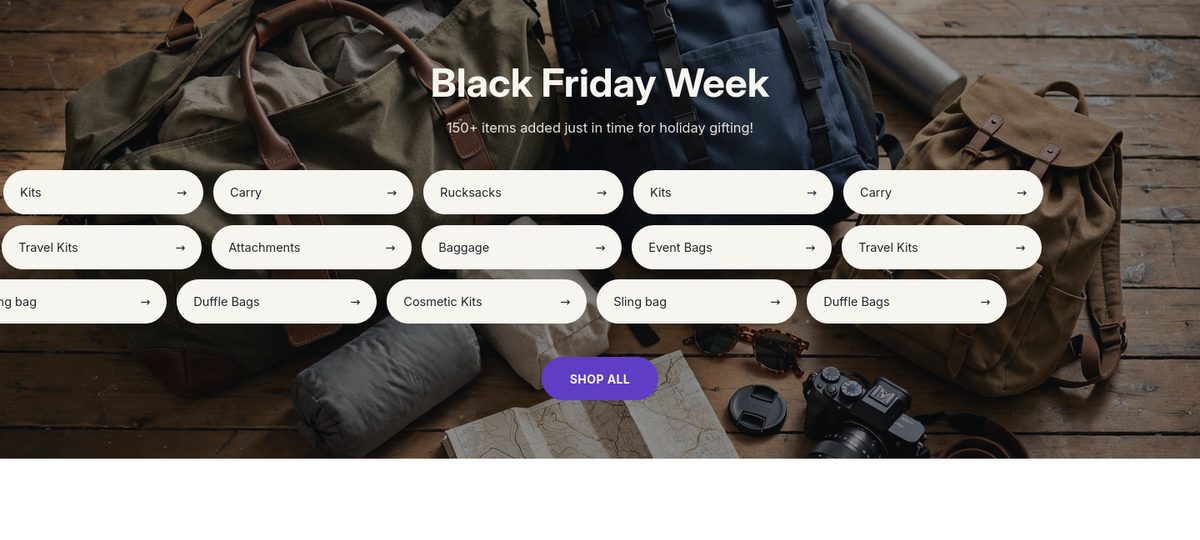 Black Friday Week
150+ items added just in time for holiday gifting!
Kits → Carry → Rucksacks → Kits → Carry →
Travel Kits → Attachments → Baggage → Event Bags → Travel Kits →
ng bag → Duffle Bags → Cosmetic Kits → Sling bag → Duffle Bags →
SHOP ALL